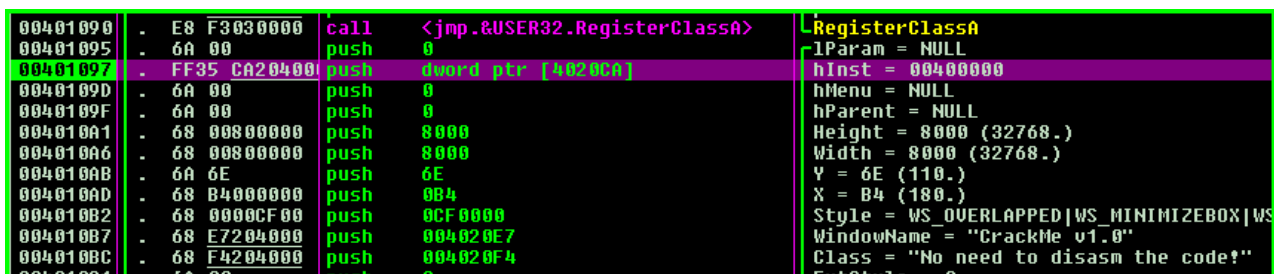 00401090 . E8 F3030000 call <jmp.&USER32.RegisterClassA> RegisterClassA
00401095 . 6A 00 push 0 lParam = NULL
00401097 . FF35 CA20400 push dword ptr [4020CA] hInst = 00400000
0040109D . 6A 00 push 0 hMenu = NULL
0040109F . 6A 00 push 0 hParent = NULL
004010A1 . 68 00800000 push 8000 Height = 8000 (32768.)
004010A6 . 68 00800000 push 8000 Width = 8000 (32768.)
004010AB . 6A 6E push 6E Y = 6E (110.)
004010AD . 68 B4000000 push 0B4 X = B4 (180.)
004010B2 . 68 0000CF00 push 0CF0000 Style = WS_OVERLAPPED|WS_MINIMIZEBOX|WS
004010B7 . 68 E7204000 push 004020E7 WindowName = "CrackMe v1.0"
004010BC . 68 F4204000 push 004020F4 Class = "No need to disasm the code!"